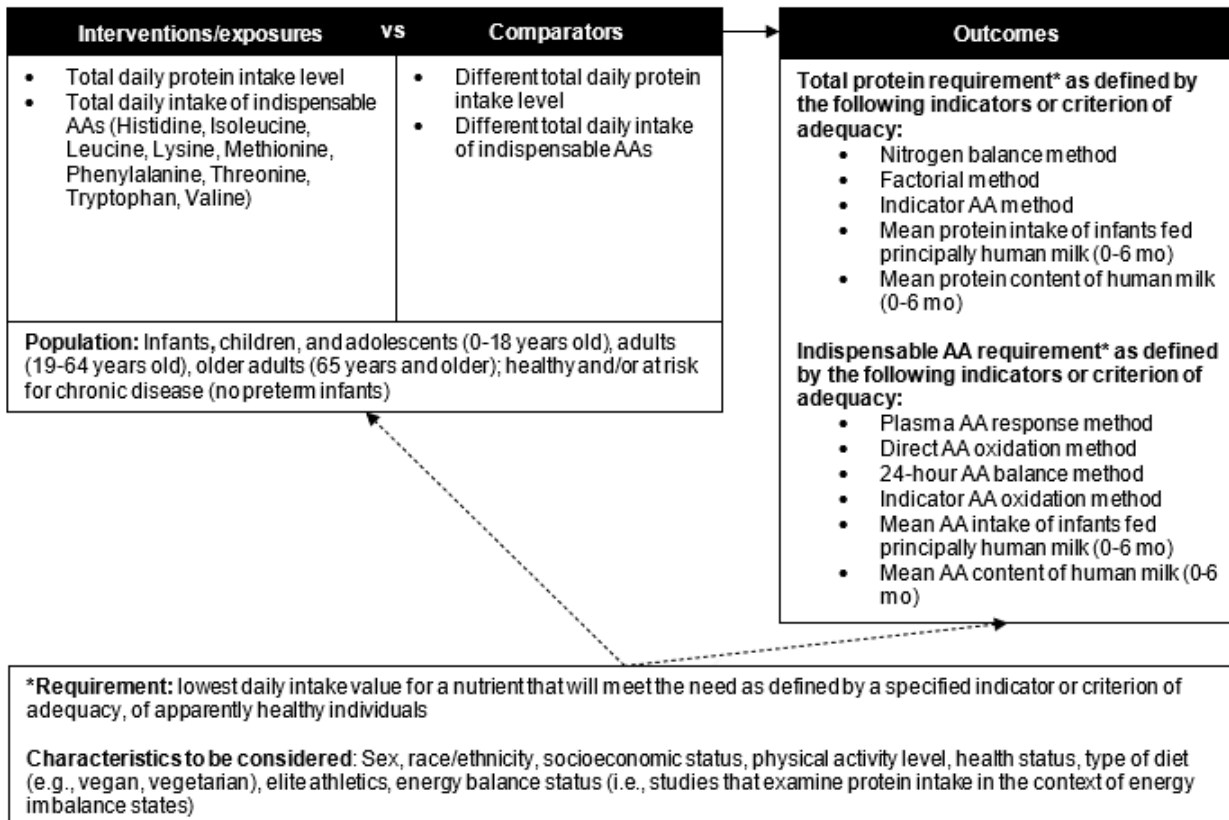 Interventions/exposures vs Comparators
• Total daily protein intake level
• Total daily intake of indispensable
AAs (Histidine, Isoleucine,
Leucine, Lysine, Methionine,
Phenylalanine, Threonine,
Tryptophan, Valine)
• Different total daily protein
intake level
• Different total daily intake
of indispensable AAs
Population: Infants, children, and adolescents (0-18 years old), adults
(19-64 years old), older adults (65 years and older); healthy and/or at risk
for chronic disease (no preterm infants)
Outcomes
Total protein requirement* as defined by
the following indicators or criterion of
adequacy:
• Nitrogen balance method
• Factorial method
• Indicator AA method
• Mean protein intake of infants fed
principally human milk (0-6 mo)
• Mean protein content of human milk
(0-6 mo)
Indispensable AA requirement* as defined
by the following indicators or criterion of
adequacy:
• Plasma AA response method
• Direct AA oxidation method
• 24-hour AA balance method
• Indicator AA oxidation method
• Mean AA intake of infants fed
principally human milk (0-6 mo)
• Mean AA content of human milk (0-6
mo)
*Requirement: lowest daily intake value for a nutrient that will meet the need as defined by a specified indicator or criterion of
adequacy, of apparently healthy individuals
Characteristics to be considered: Sex, race/ethnicity, socioeconomic status, physical activity level, health status, type of diet
(e.g., vegan, vegetarian), elite athletics, energy balance status (i.e., studies that examine protein intake in the context of energy
imbalance states)